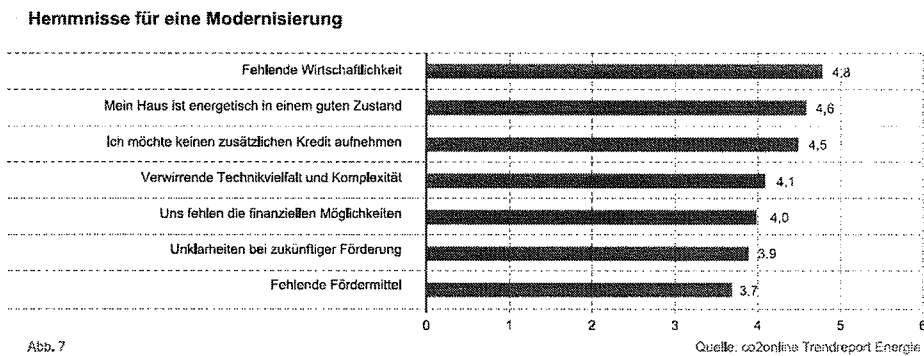 Hemmnisse für eine Modernisierung
Fehlende Wirtschaftlichkeit 4,8
Mein Haus ist energetisch in einem guten Zustand 4,6
Ich möchte keinen zusätzlichen Kredit aufnehmen 4,5
Verwirrende Technikvielfalt und Komplexität 4,1
Uns fehlen die finanziellen Möglichkeiten 4,0
Unklarheiten bei zukünftiger Förderung 3,9
Fehlende Fördermittel 3,7
0 1 2 3 4 5 6
Abb. 7 Quelle: co2online Trendreport Energie